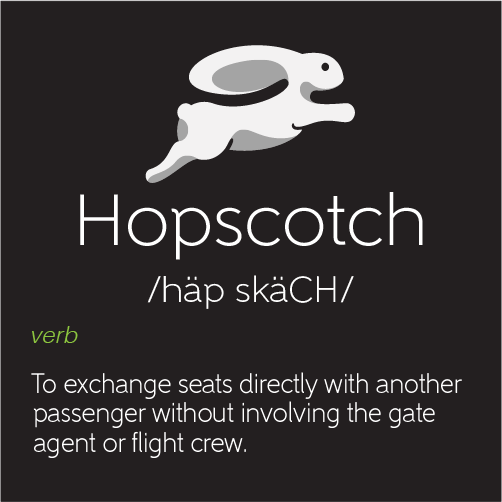 Hopscotch
/häp skäCH/
verb
To exchange seats directly with another
passenger without involving the gate
agent or flight crew.